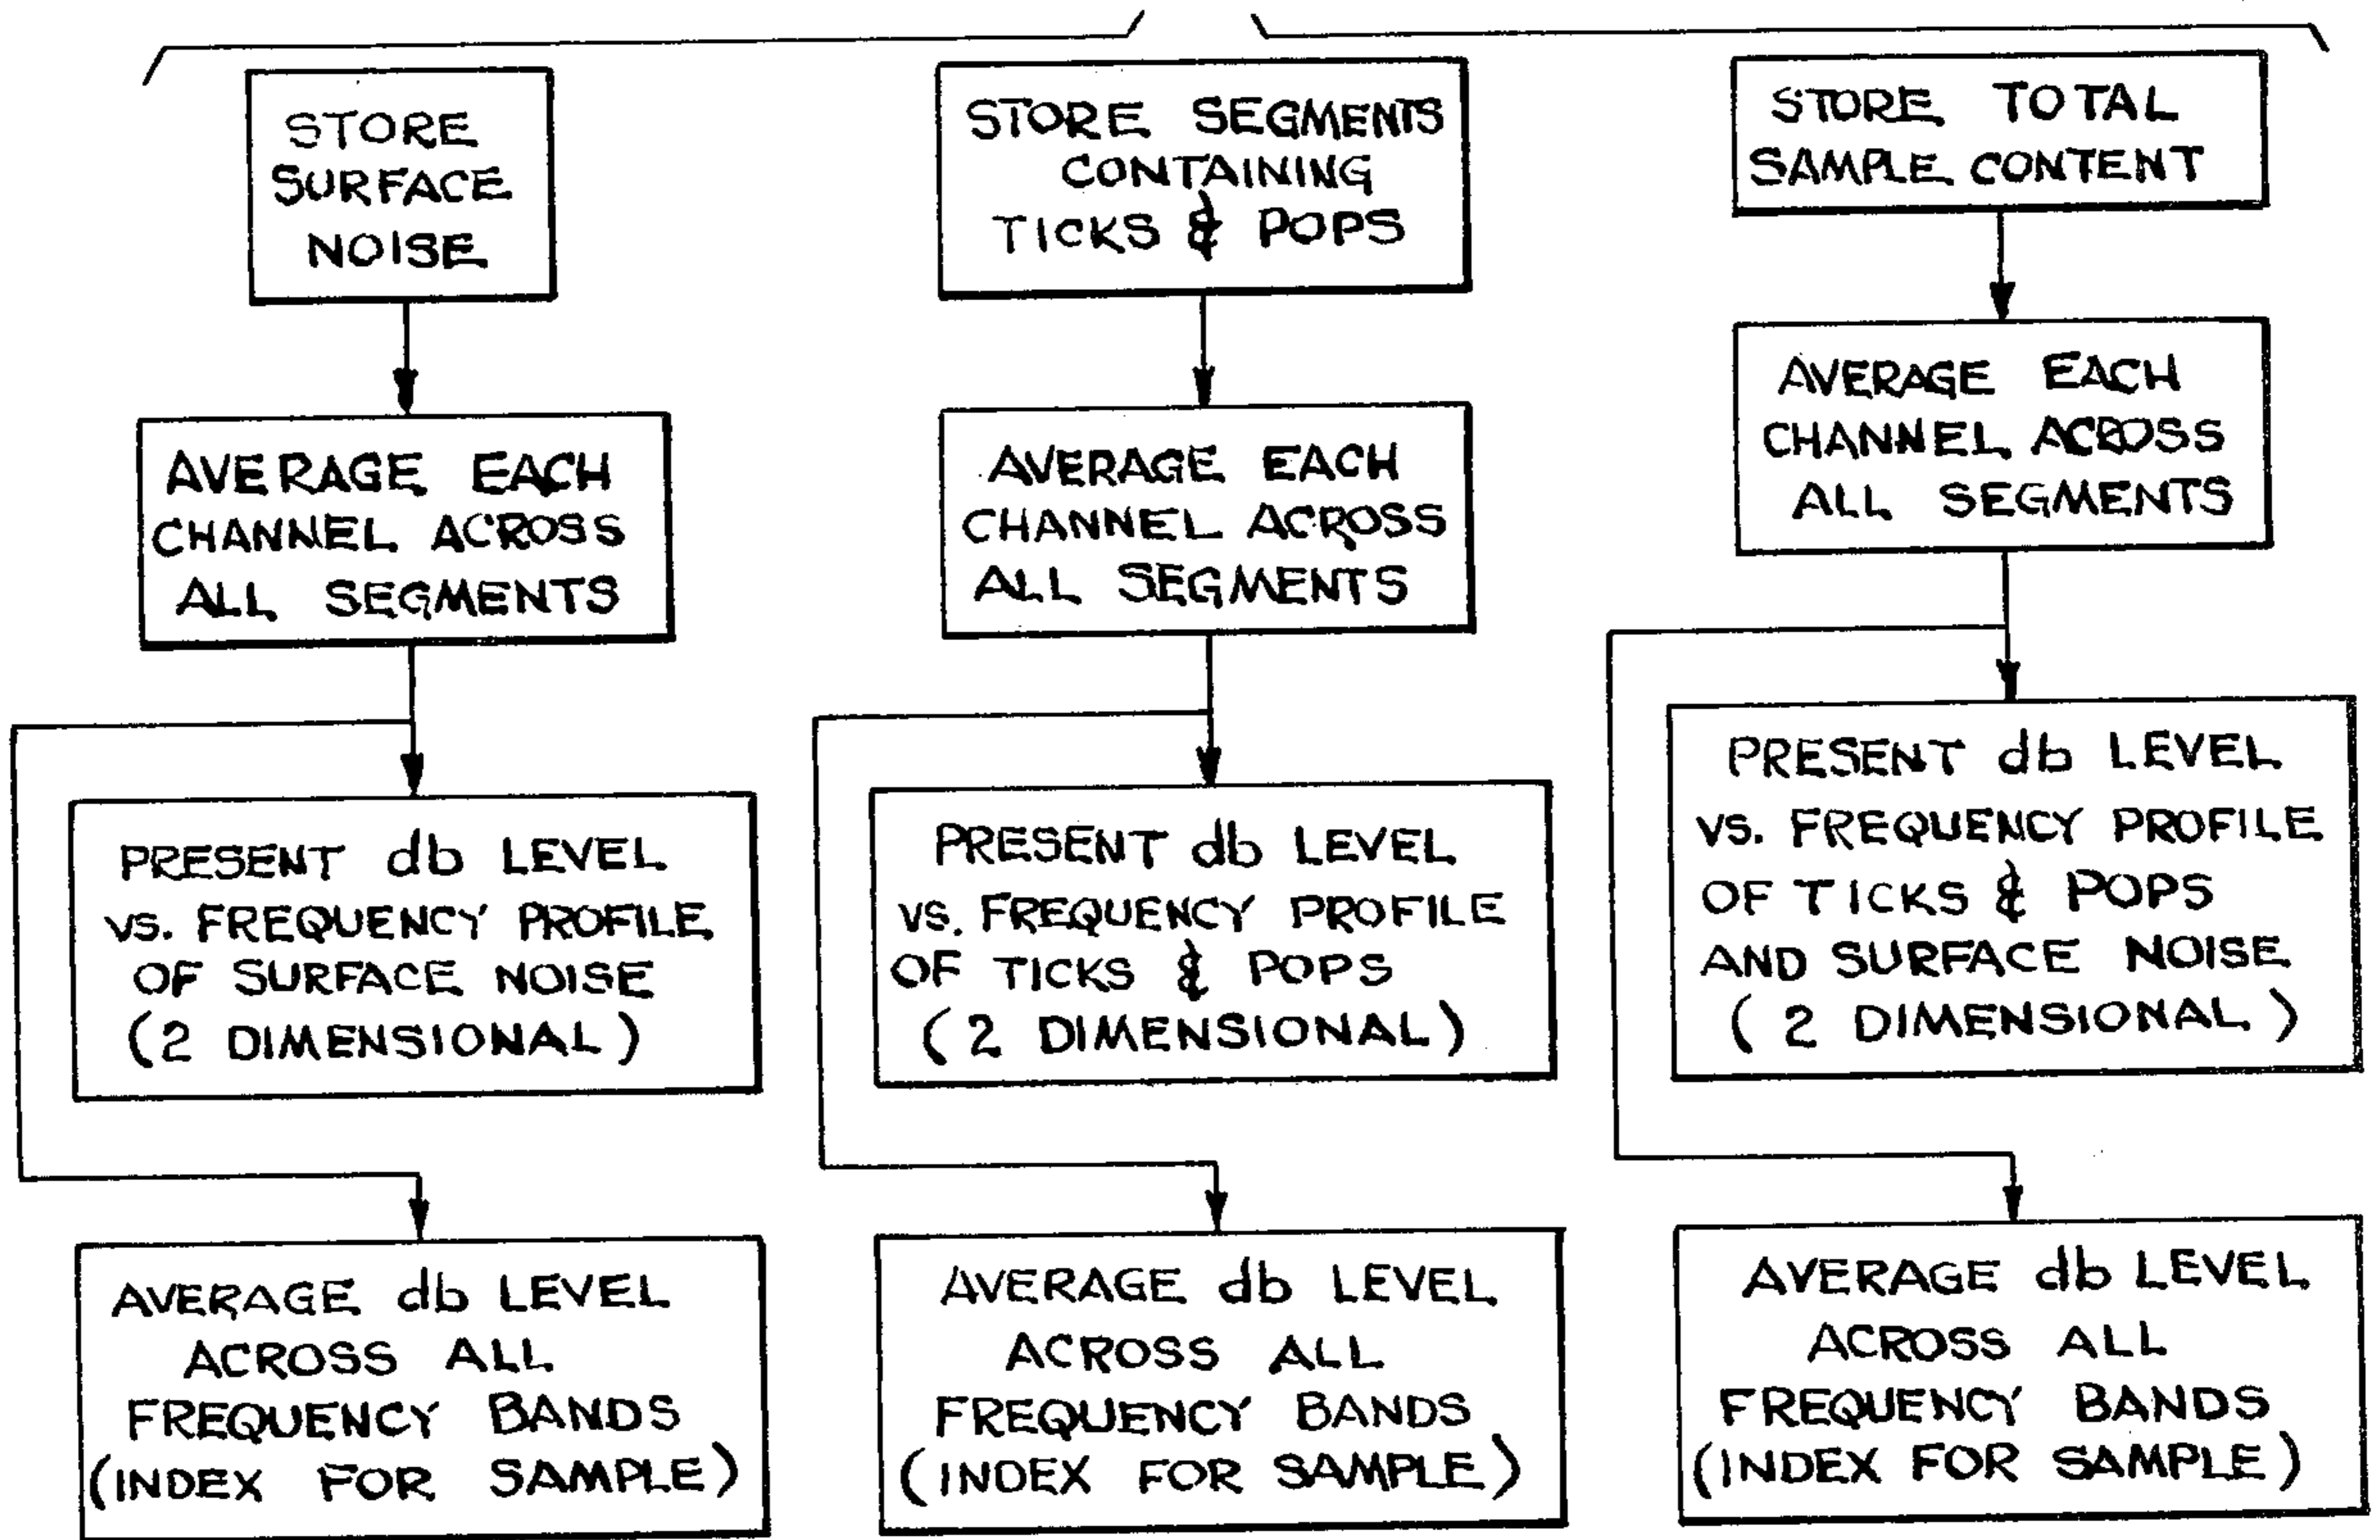 STORE
SURFACE
NOISE
STORE SEGMENTS
CONTAINING
TICKS & POPS
STORE TOTAL
SAMPLE CONTENT
AVERAGE EACH
CHANNEL ACROSS
ALL SEGMENTS
AVERAGE EACH
CHANNEL ACROSS
ALL SEGMENTS
AVERAGE EACH
CHANNEL ACROSS
ALL SEGMENTS
PRESENT db LEVEL
VS. FREQUENCY PROFILE
OF SURFACE NOISE
(2 DIMENSIONAL)
PRESENT db LEVEL
VS. FREQUENCY PROFILE
OF TICKS & POPS
(2 DIMENSIONAL)
PRESENT db LEVEL
VS. FREQUENCY PROFILE
OF TICKS & POPS
AND SURFACE NOISE
(2 DIMENSIONAL)
AVERAGE db LEVEL
ACROSS ALL
FREQUENCY BANDS
(INDEX FOR SAMPLE)
AVERAGE db LEVEL
ACROSS ALL
FREQUENCY BANDS
(INDEX FOR SAMPLE)
AVERAGE db LEVEL
ACROSS ALL
FREQUENCY BANDS
(INDEX FOR SAMPLE)